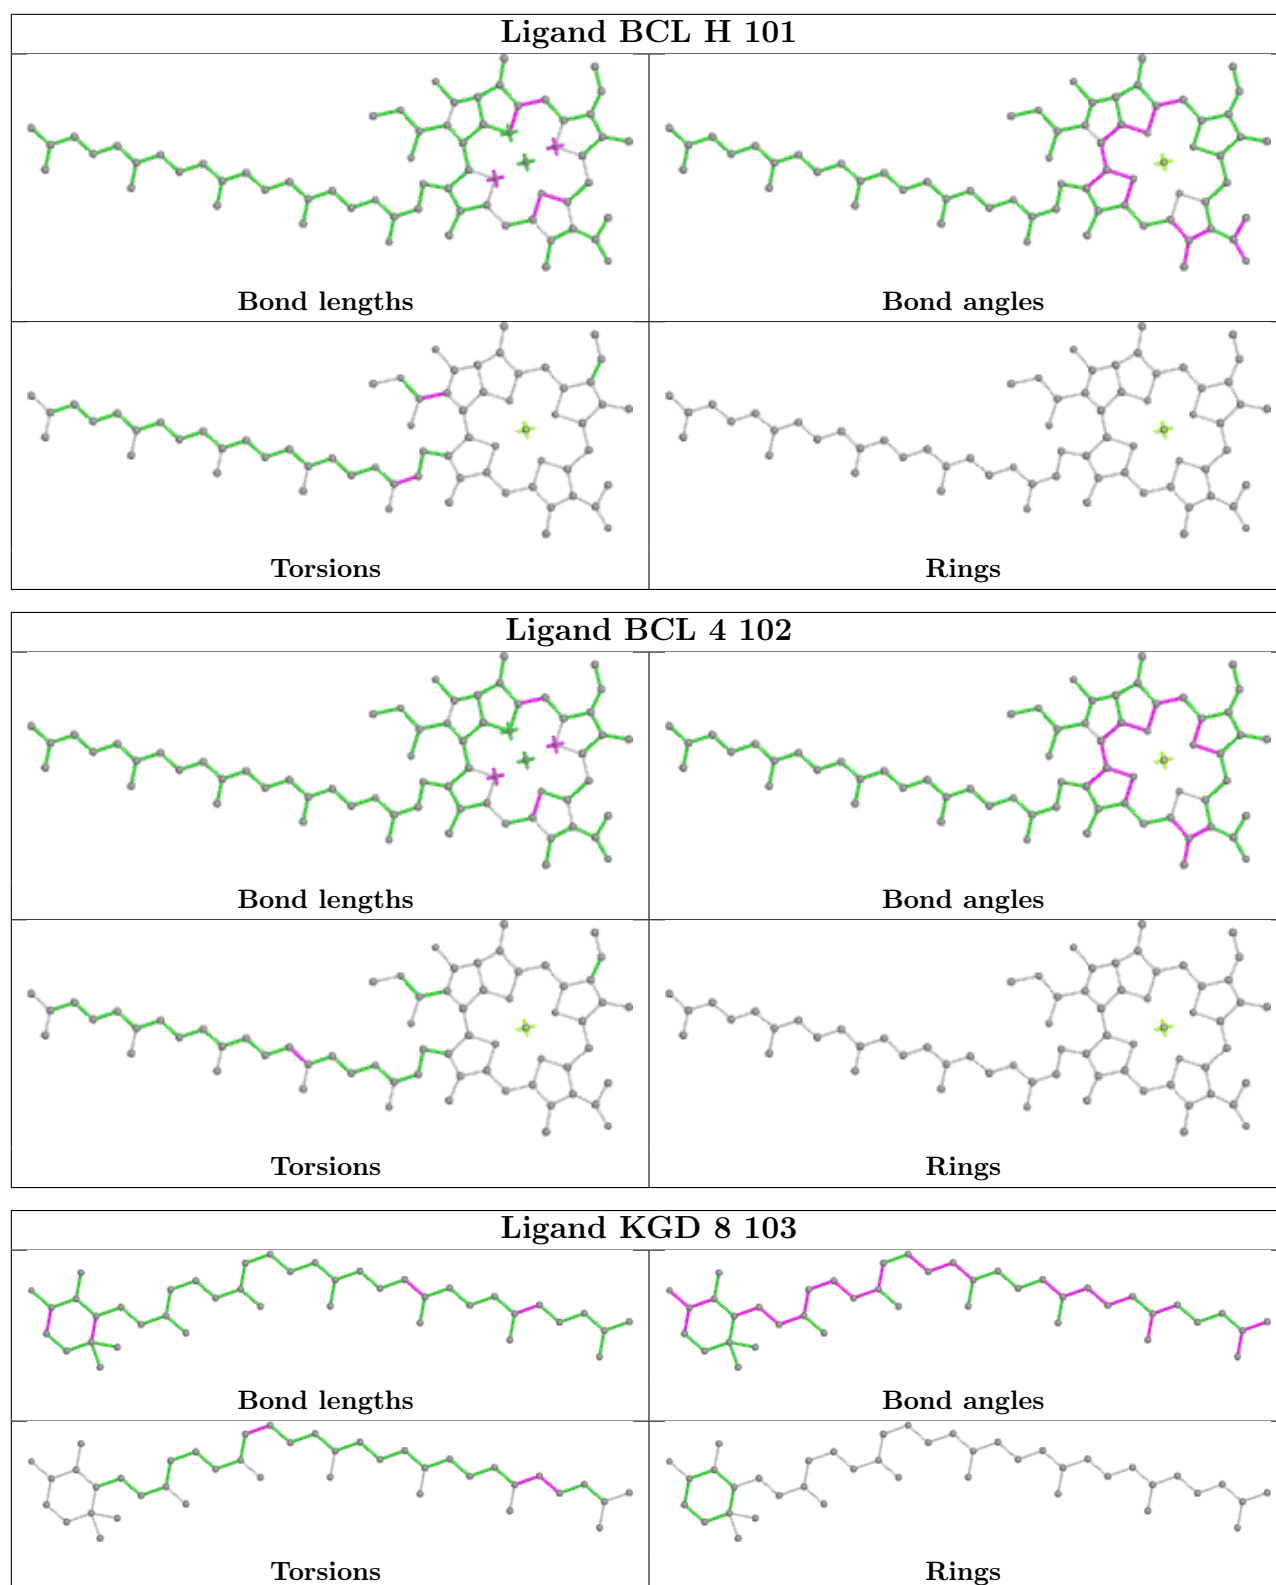 Ligand BCL H 101
Bond lengths
Bond angles
Torsions
Rings
Ligand BCL 4 102
Bond lengths
Bond angles
Torsions
Rings
Ligand KGD 8 103
Bond lengths
Bond angles
Torsions
Rings